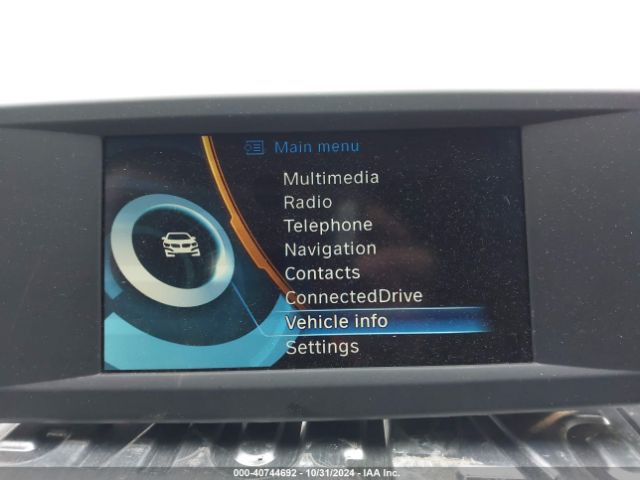 Main menu
Multimedia
Radio
Telephone
Navigation
Contacts
ConnectedDrive
Vehicle info
Settings
000-40744692 - 10/31/2024 - IAA Inc.